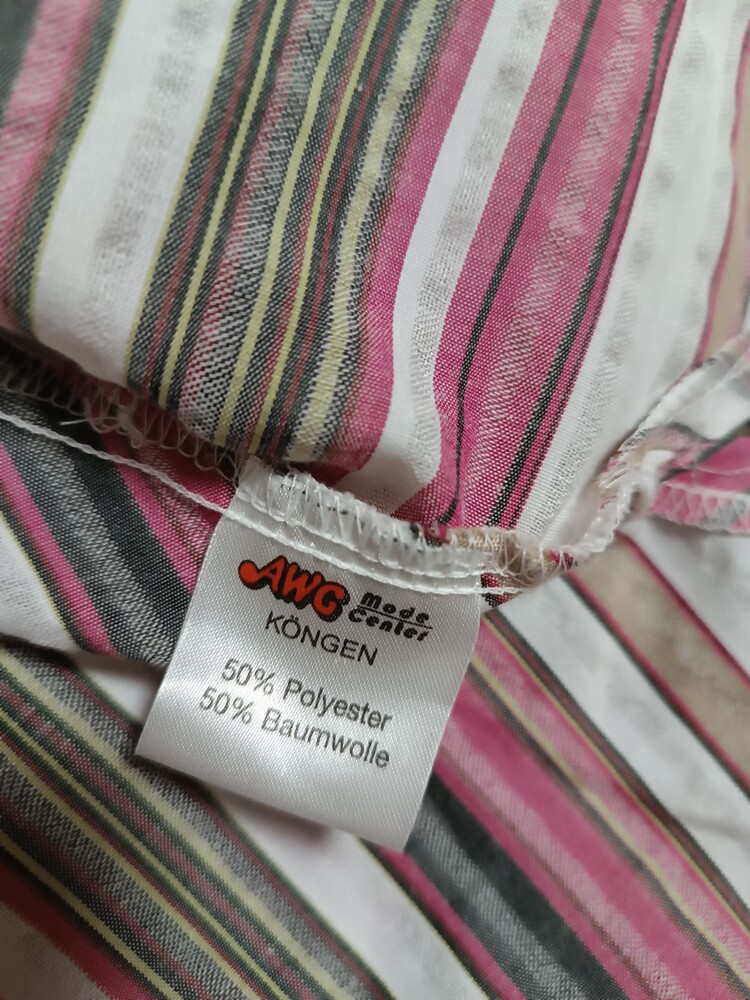 AWG Mode Center
KÖNGEN
50% Polyester
50% Baumwolle